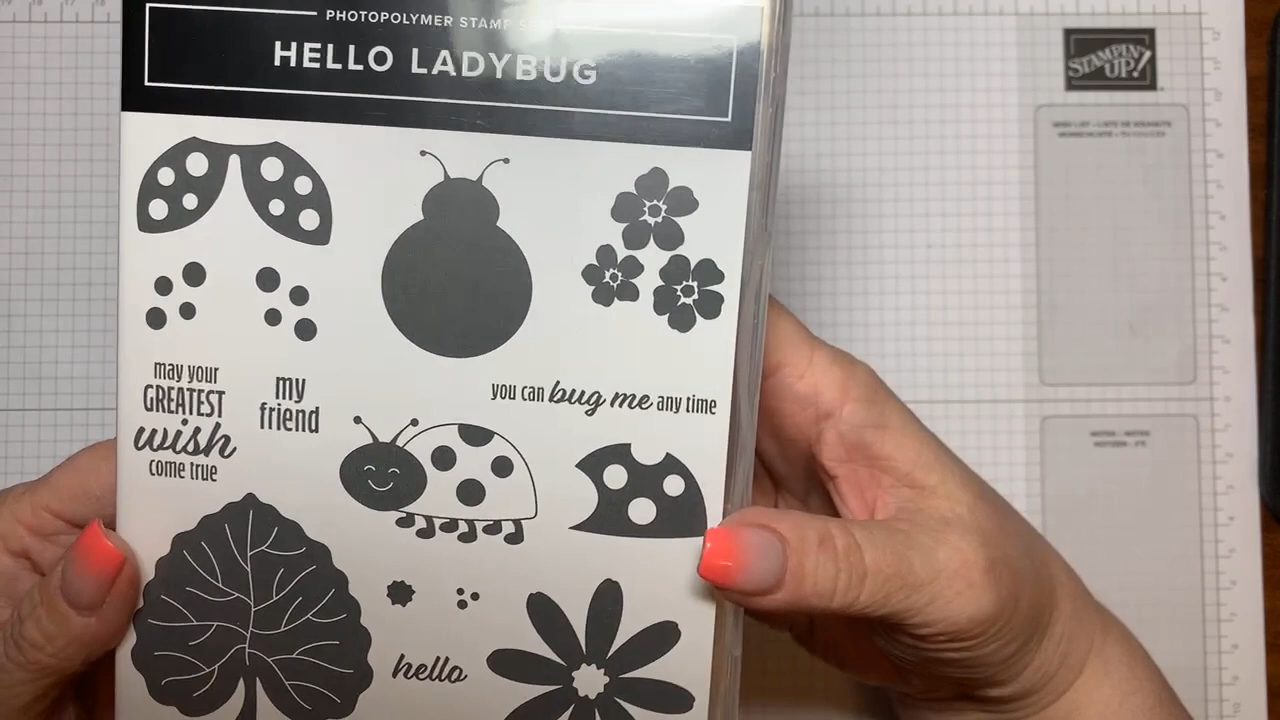 PHOTOPOLYMER STAMP
HELLO LADYBUG
STAMPIN' UP!
may your
GREATEST
wish
come true
my
friend
you can bug me any time
hello